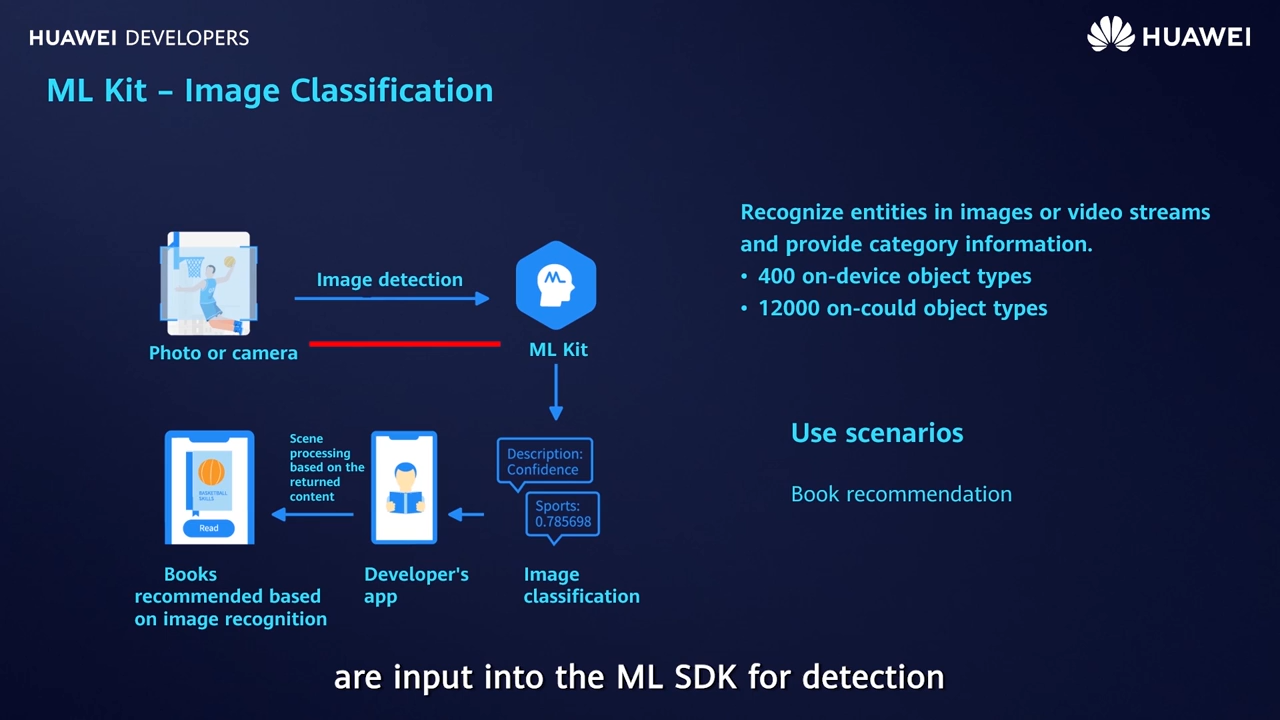 HUAWEI DEVELOPERS
HUAWEI
ML Kit – Image Classification
Recognize entities in images or video streams
and provide category information.
• 400 on-device object types
• 12000 on-could object types
Image detection
ML
Photo or camera
ML Kit
Use scenarios
Book recommendation
Description:
Confidence
Sports:
0.785698
Scene
processing
based on the
returned
content
BASKETBALL
SKILLS
Read
Books
recommended based
on image recognition
Developer's
app
Image
classification
are input into the ML SDK for detection